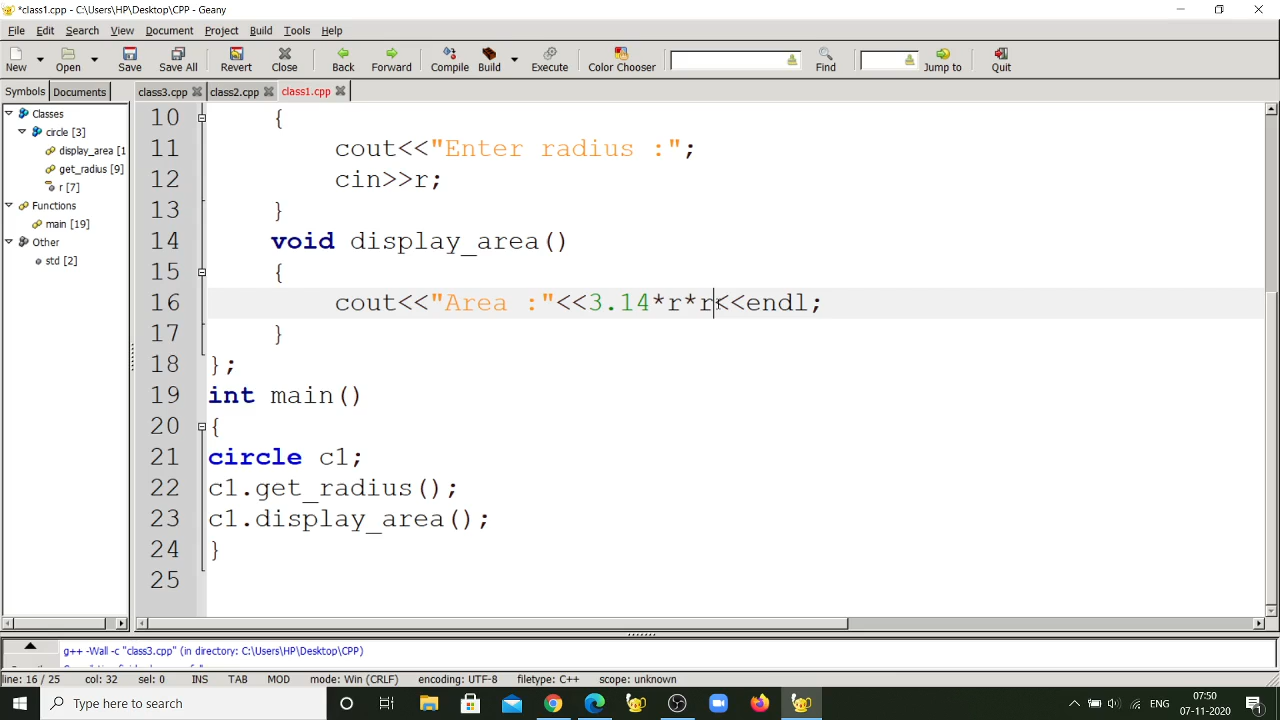 *class1.cpp - C:\Users\HP\Desktop\CPP - Geany
File Edit Search View Document Project Build Tools Help
New Open Save Save All Revert Close Back Forward Compile Build Execute Color Chooser Find Jump to Quit
Symbols Documents class3.cpp class2.cpp class1.cpp
Classes
circle [3]
display_area [1
get_radius [9]
r [7]
Functions
main [19]
Other
std [2]
10 {
11 cout<<"Enter radius :";
12 cin>>r;
13 }
14 void display_area()
15 {
16 cout<<"Area :"<<3.14*r*r<<endl;
17 }
18 };
19 int main()
20 {
21 circle c1;
22 c1.get_radius();
23 c1.display_area();
24 }
25
g++ -Wall -c "class3.cpp" (in directory: C:\Users\HP\Desktop\CPP)
line: 16 / 25 col: 32 sel: 0 INS TAB MOD mode: Win (CRLF) encoding: UTF-8 filetype: C++ scope: unknown
Type here to search
ENG
07:50
07-11-2020
1